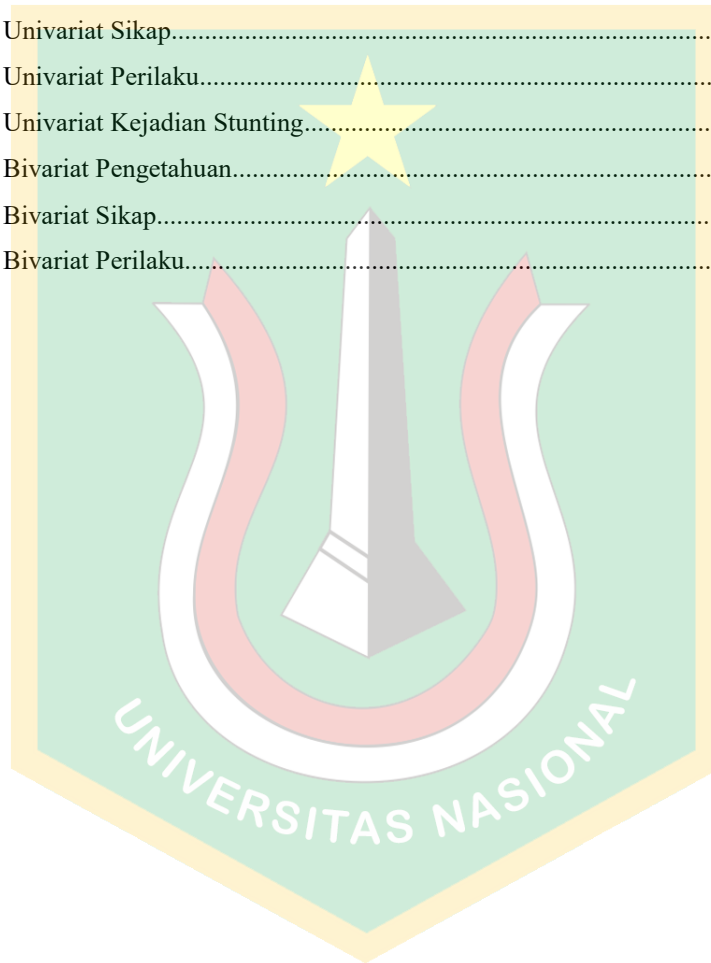 Univariat Sikap.......................................................................................
Univariat Perilaku..................................................................................
Univariat Kejadian Stunting.................................................................
Bivariat Pengetahuan.............................................................................
Bivariat Sikap.........................................................................................
Bivariat Perilaku....................................................................................
UNIVERSITAS NASIONAL